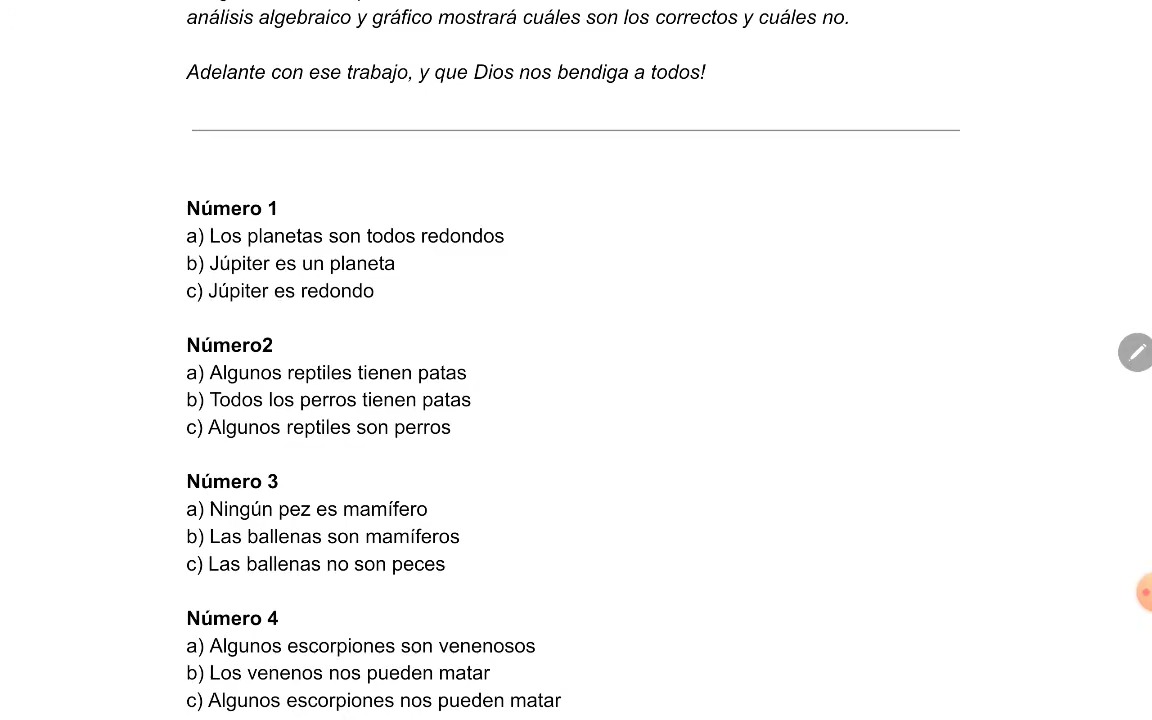 análisis algebraico y gráfico mostrará cuáles son los correctos y cuáles no.
Adelante con ese trabajo, y que Dios nos bendiga a todos!
Número 1
a) Los planetas son todos redondos
b) Júpiter es un planeta
c) Júpiter es redondo
Número2
a) Algunos reptiles tienen patas
b) Todos los perros tienen patas
c) Algunos reptiles son perros
Número 3
a) Ningún pez es mamífero
b) Las ballenas son mamíferos
c) Las ballenas no son peces
Número 4
a) Algunos escorpiones son venenosos
b) Los venenos nos pueden matar
c) Algunos escorpiones nos pueden matar